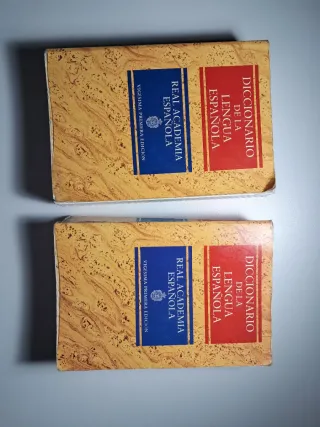 DICCIONARIO
DE LA
LENGUA
ESPAÑOLA
REAL ACADEMIA
ESPAÑOLA
VIGÉSIMA PRIMERA EDICIÓN
DICCIONARIO
DE LA
LENGUA
ESPAÑOLA
REAL ACADEMIA
ESPAÑOLA
VIGÉSIMA PRIMERA EDICIÓN